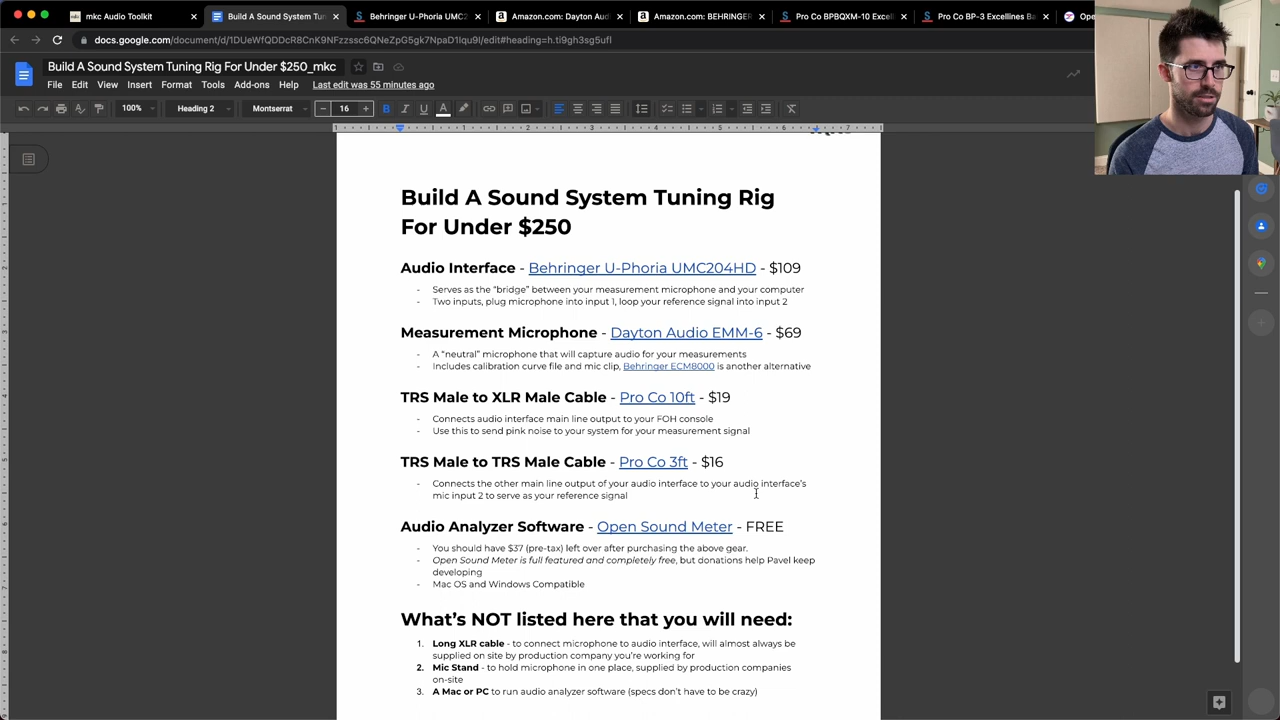 mkc Audio Toolkit
Build A Sound System Tun
Behringer U-Phoria UMC2
Amazon.com: Dayton Aud
Amazon.com: BEHRINGER
Pro Co BPBQXM-10 Excell
Pro Co BP-3 Excellines Ba
Ope
docs.google.com/document/d/1DUeWfQDDcR8CnK9NFzzssc6QNeZpG5gk7NpaD1Iqu9I/edit#heading=h.ti9gh3sg5ufl
Build A Sound System Tuning Rig For Under $250_mkc
File Edit View Insert Format Tools Add-ons Help Last edit was 55 minutes ago
100% Heading 2 Montserrat 16 B I U A
Build A Sound System Tuning Rig
For Under $250
Audio Interface - Behringer U-Phoria UMC204HD - $109
- Serves as the “bridge” between your measurement microphone and your computer
- Two inputs, plug microphone into input 1, loop your reference signal into input 2
Measurement Microphone - Dayton Audio EMM-6 - $69
- A “neutral” microphone that will capture audio for your measurements
- Includes calibration curve file and mic clip, Behringer ECM8000 is another alternative
TRS Male to XLR Male Cable - Pro Co 10ft - $19
- Connects audio interface main line output to your FOH console
- Use this to send pink noise to your system for your measurement signal
TRS Male to TRS Male Cable - Pro Co 3ft - $16
- Connects the other main line output of your audio interface to your audio interface’s
mic input 2 to serve as your reference signal
Audio Analyzer Software - Open Sound Meter - FREE
- You should have $37 (pre-tax) left over after purchasing the above gear.
- Open Sound Meter is full featured and completely free, but donations help Pavel keep
developing
- Mac OS and Windows Compatible
What’s NOT listed here that you will need:
1. Long XLR cable - to connect microphone to audio interface, will almost always be
supplied on site by production company you’re working for
2. Mic Stand - to hold microphone in one place, supplied by production companies
on-site
3. A Mac or PC to run audio analyzer software (specs don’t have to be crazy)